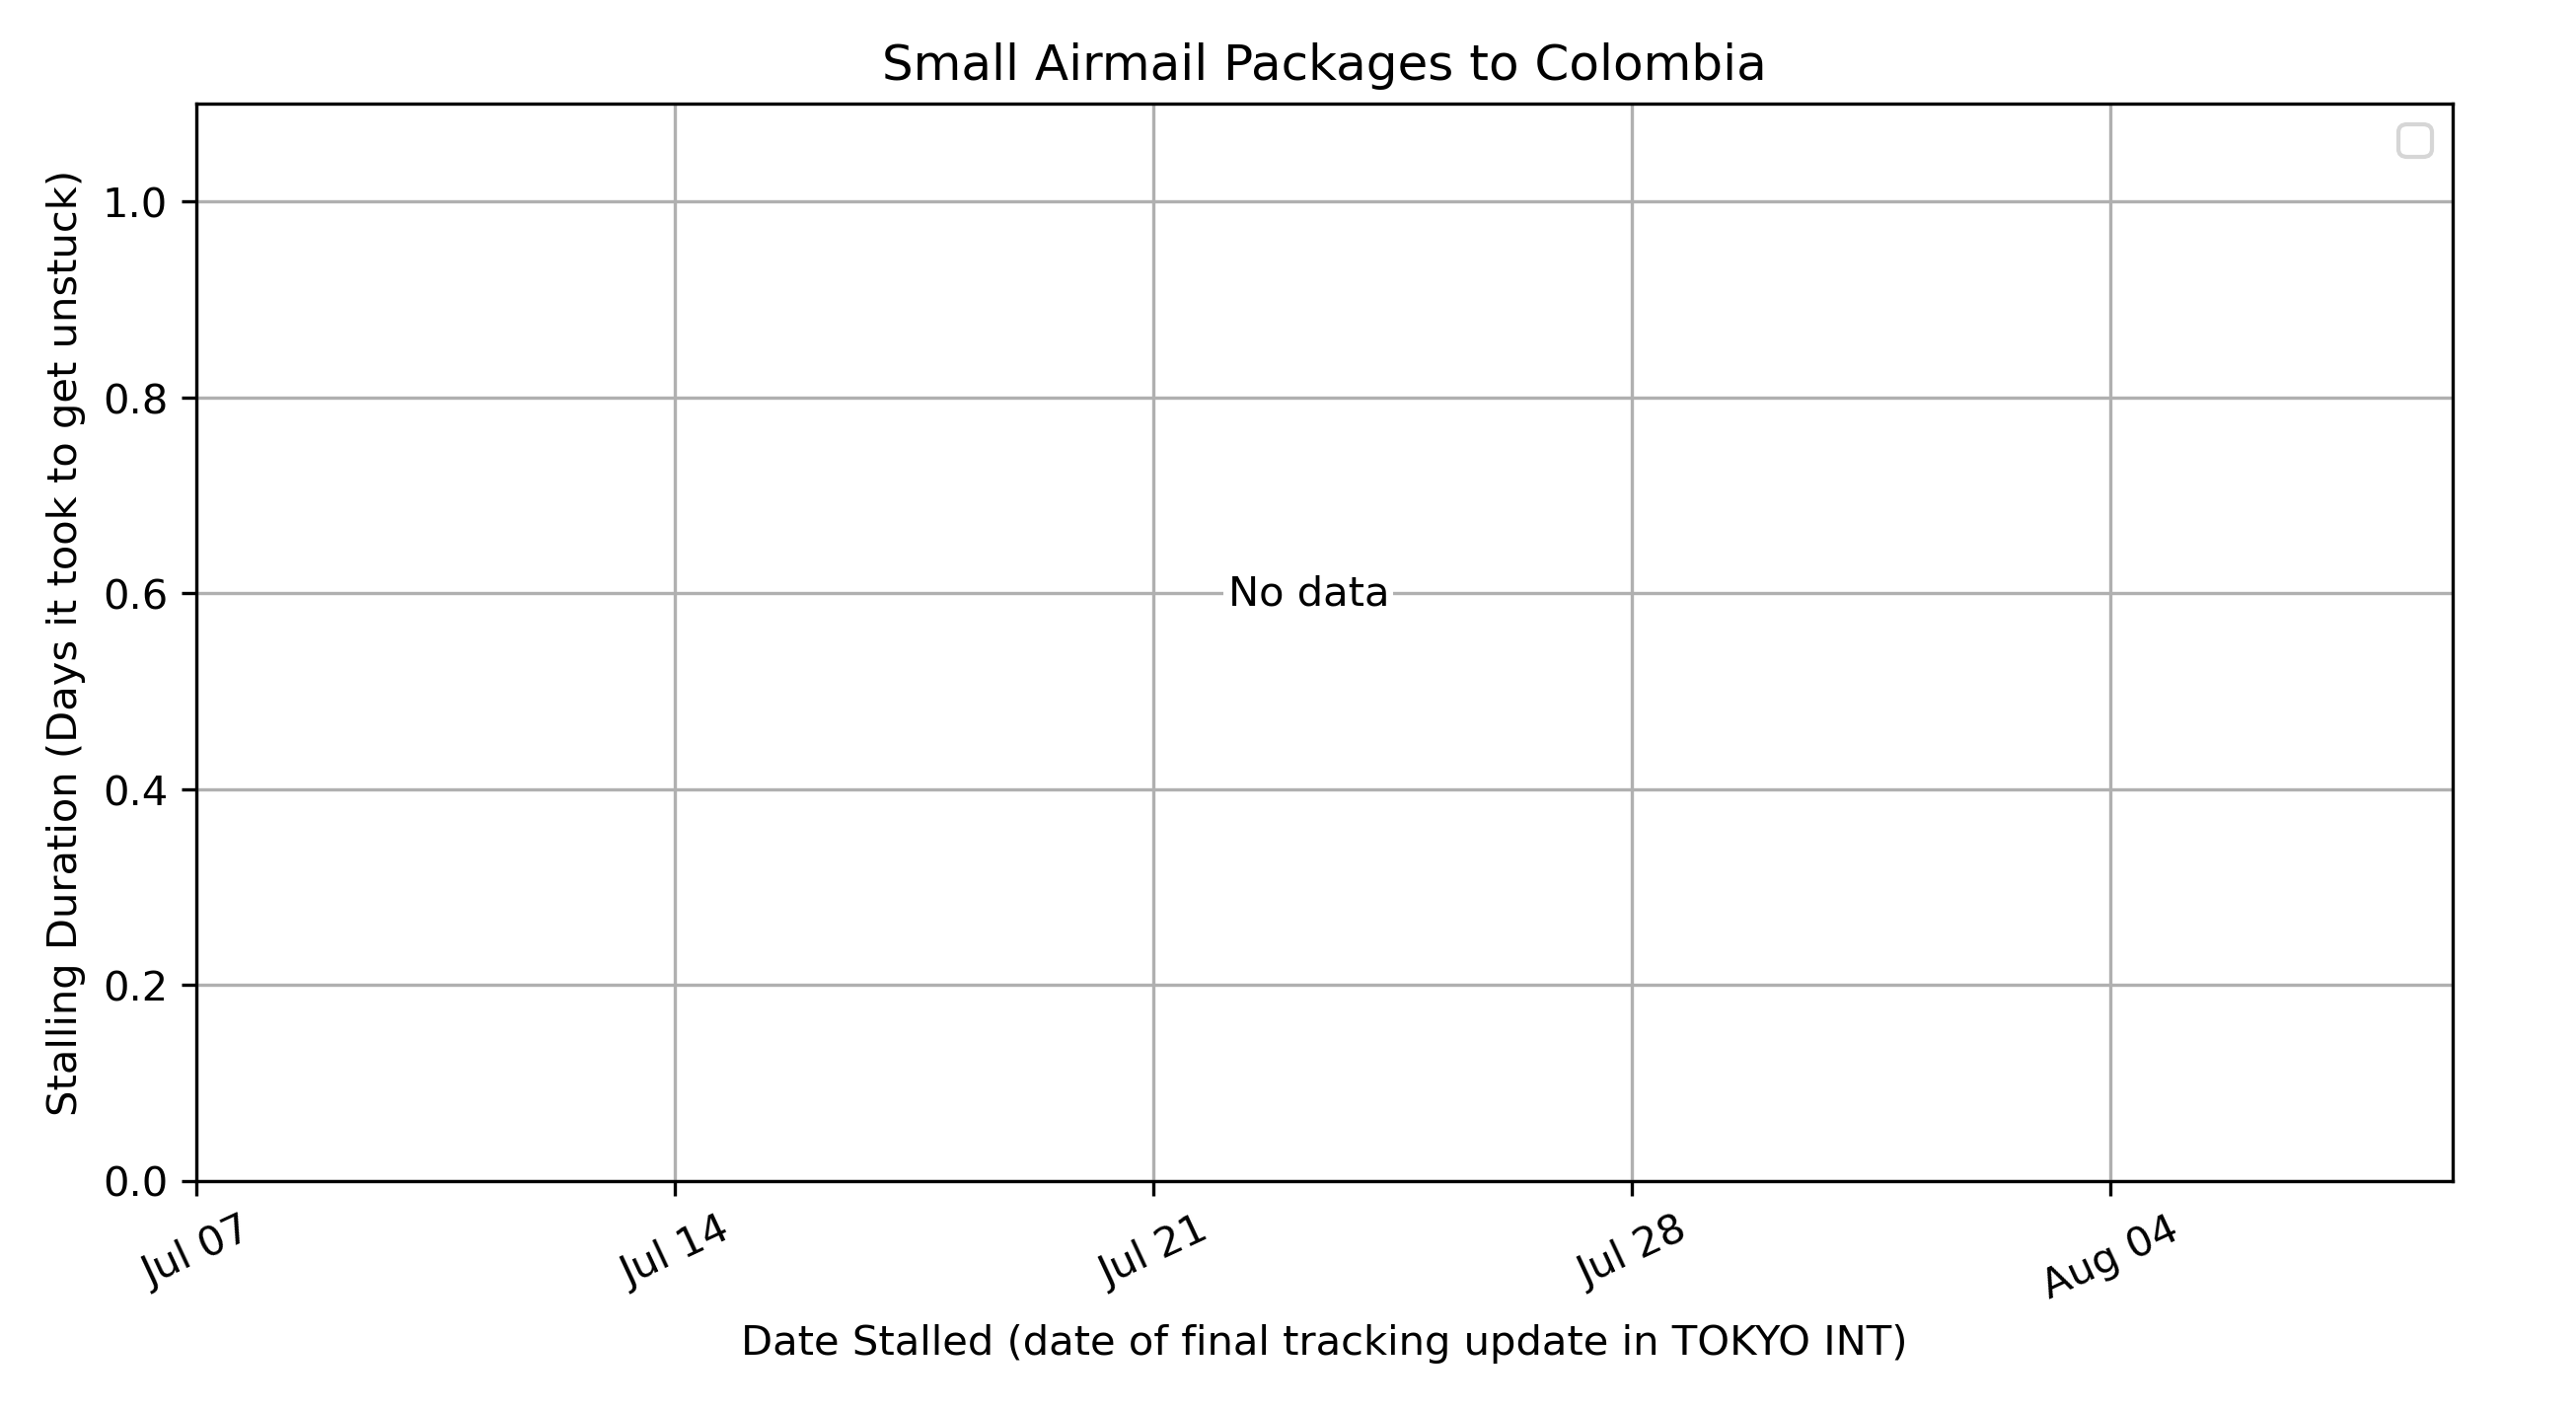 Small Airmail Packages to Colombia
Stalling Duration (Days it took to get unstuck)
1.0
0.8
0.6
0.4
0.2
0.0
No data
Jul 07
Jul 14
Jul 21
Jul 28
Aug 04
Date Stalled (date of final tracking update in TOKYO INT)